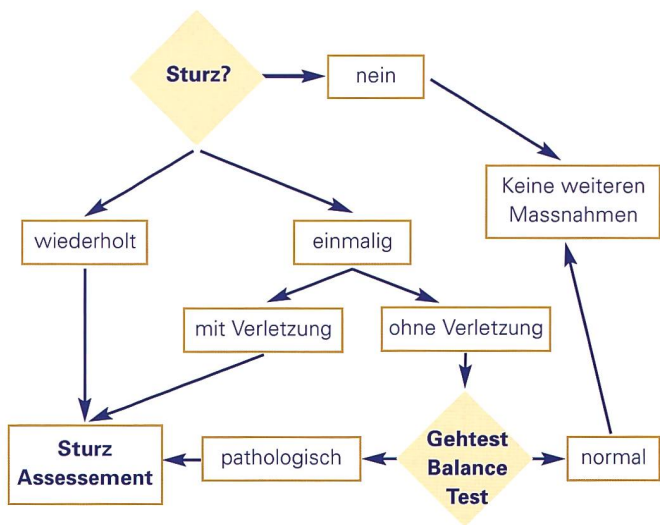 Sturz?
nein
Keine weiteren
Massnahmen
wiederholt
einmalig
mit Verletzung
ohne Verletzung
Sturz
Assessement
pathologisch
Gehtest
Balance
Test
normal